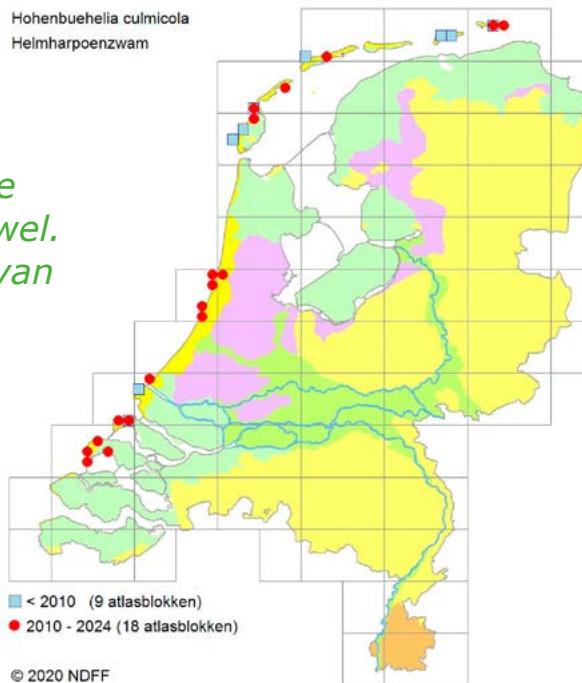 Hohenbuehelia culmicola
Helmharpoenzwam
e
wel.
van
< 2010 (9 atlasblokken)
2010 - 2024 (18 atlasblokken)
© 2020 NDFF